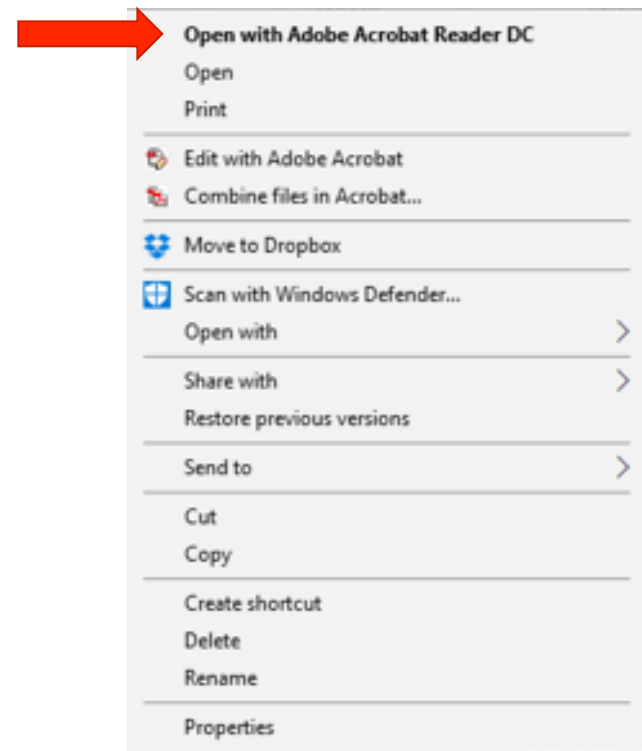 Open with Adobe Acrobat Reader DC
Open
Print
Edit with Adobe Acrobat
Combine files in Acrobat...
Move to Dropbox
Scan with Windows Defender...
Open with
Share with
Restore previous versions
Send to
Cut
Copy
Create shortcut
Delete
Rename
Properties